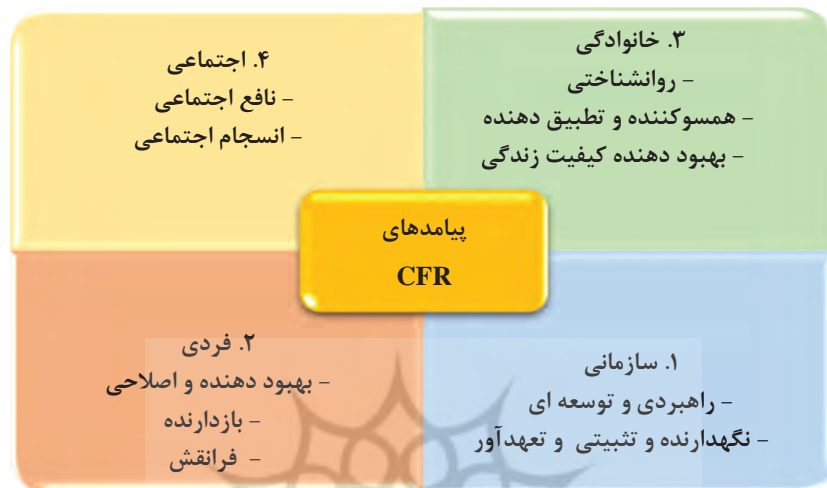 ۴. اجتماعی
- نافع اجتماعی
- انسجام اجتماعی
۳. خانوادگی
- روانشناختی
- همسوکننده و تطبیق دهنده
- بهبود دهنده کیفیت زندگی
پیامدهای
CFR
۲. فردی
- بهبود دهنده و اصلاحی
- بازدارنده
- فرانقش
۱. سازمانی
- راهبردی و توسعه ای
- نگهدارنده و تثبیتی و تعهدآور